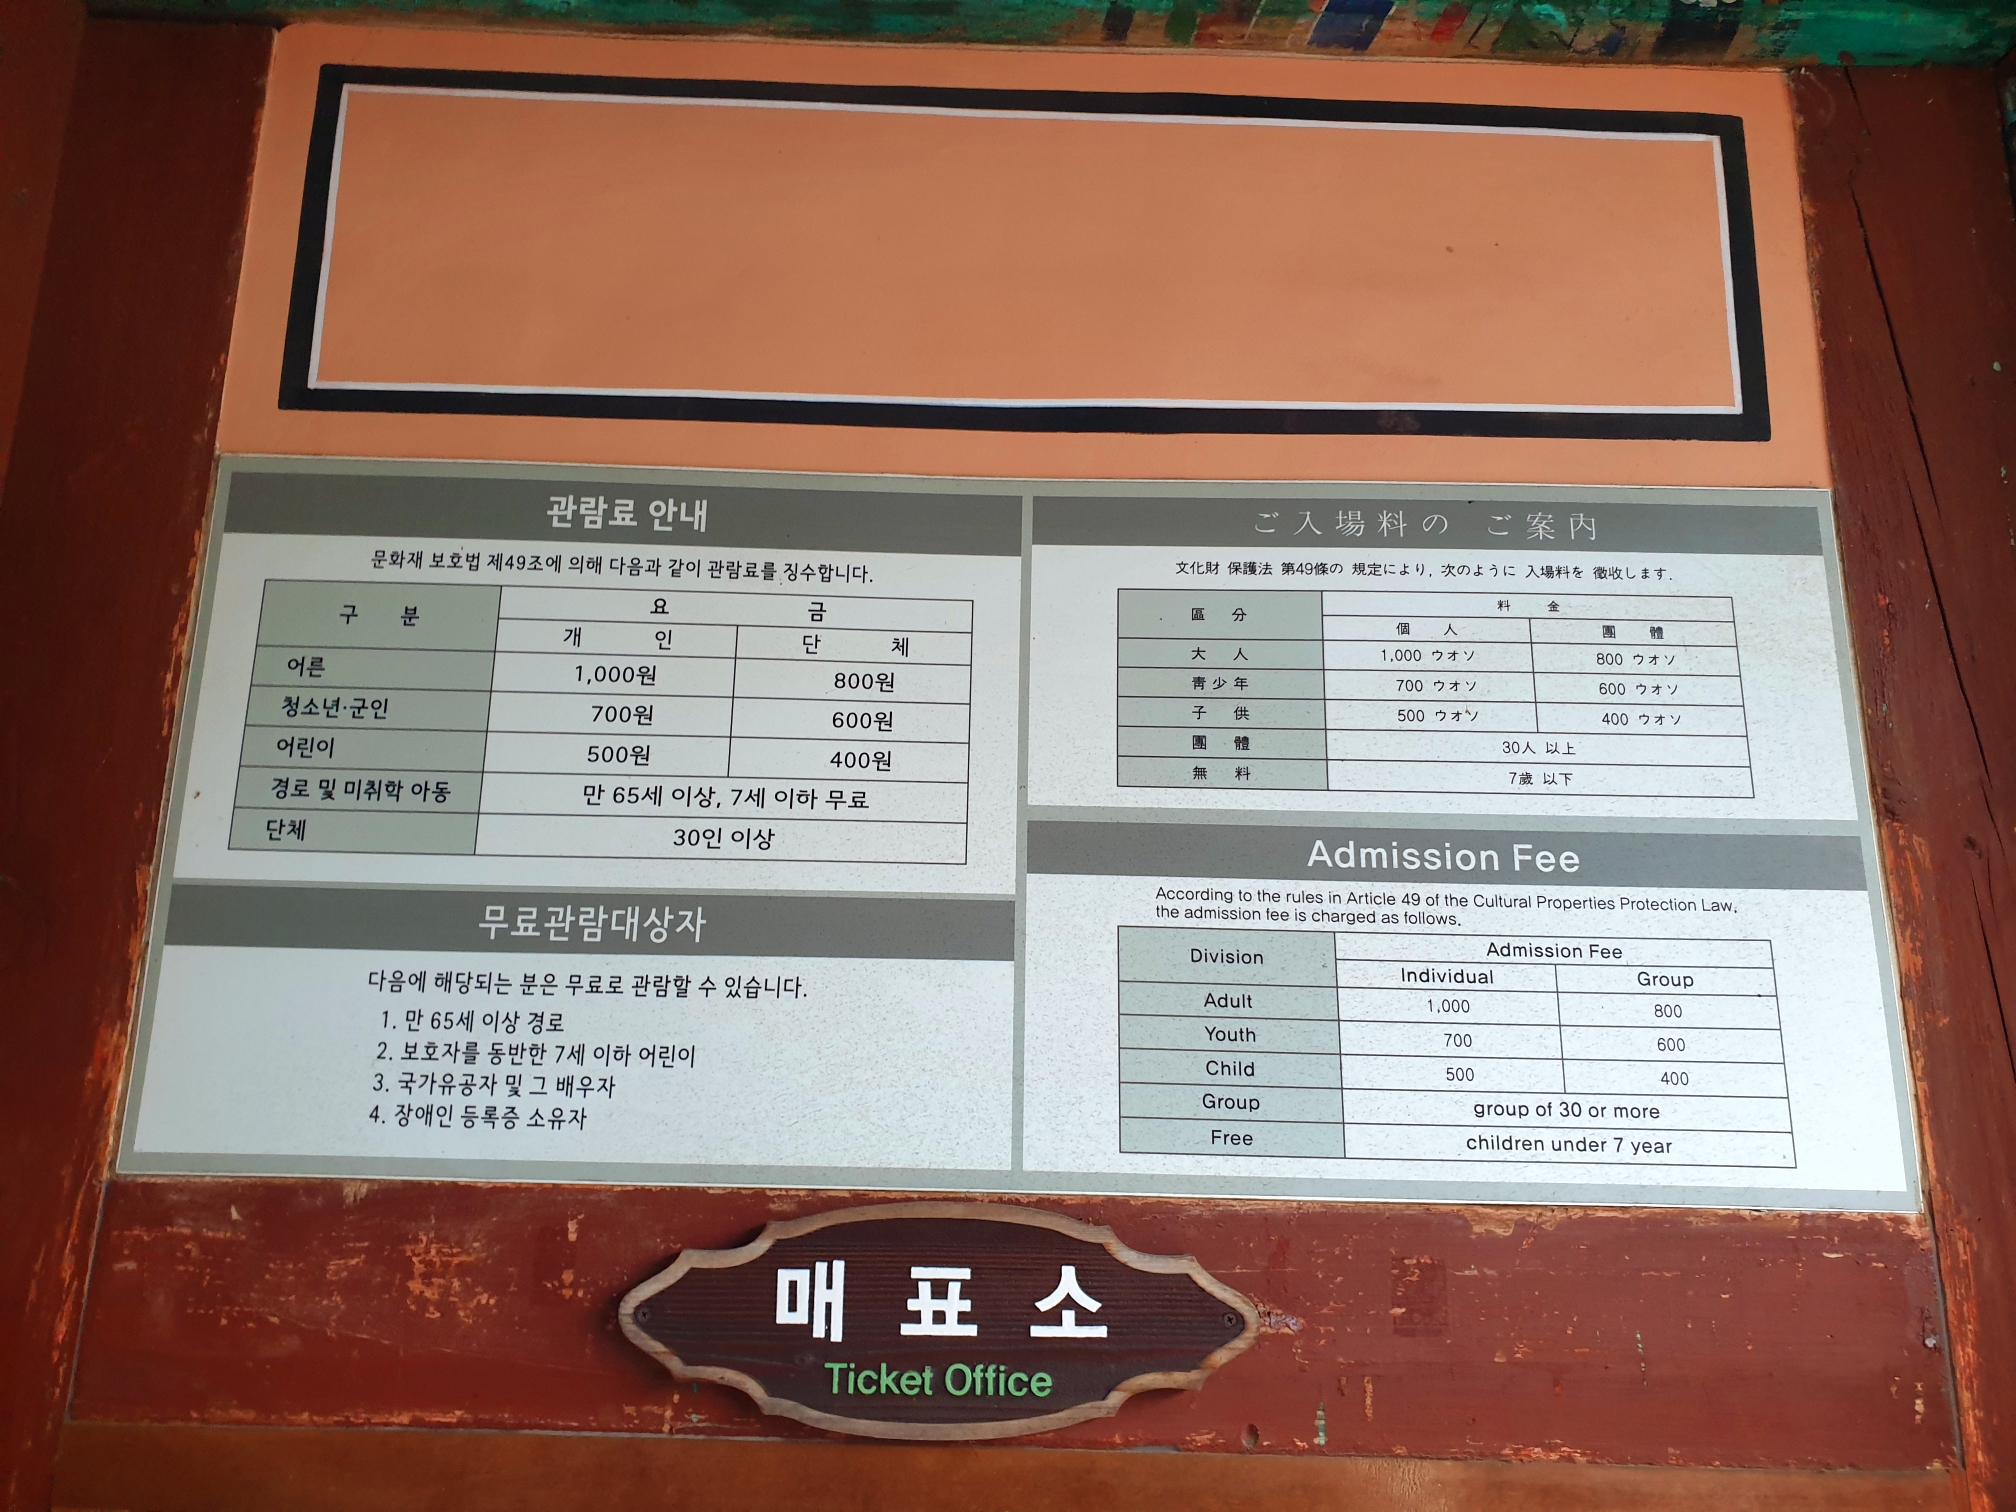 관람료 안내
문화재 보호법 제49조에 의해 다음과 같이 관람료를 징수합니다.
구 분 요 금
개 인 단 체
어른 1,000원 800원
청소년·군인 700원 600원
어린이 500원 400원
경로 및 미취학 아동 만 65세 이상, 7세 이하 무료
단체 30인 이상
무료관람대상자
다음에 해당되는 분은 무료로 관람할 수 있습니다.
1. 만 65세 이상 경로
2. 보호자를 동반한 7세 이하 어린이
3. 국가유공자 및 그 배우자
4. 장애인 등록증 소유자
ご入場料の ご案内
文化財 保護法 第49條の 規定により, 次のように 入場料を 徵收します.
區 分 料 金
個 人 團 體
大 人 1,000 ウオソ 800 ウオソ
靑少年 700 ウオソ 600 ウオソ
子 供 500 ウオソ 400 ウオソ
團 體 30人 以上
無 料 7歲 以下
Admission Fee
According to the rules in Article 49 of the Cultural Properties Protection Law,
the admission fee is charged as follows.
Division Admission Fee
Individual Group
Adult 1,000 800
Youth 700 600
Child 500 400
Group group of 30 or more
Free children under 7 year
매 표 소
Ticket Office